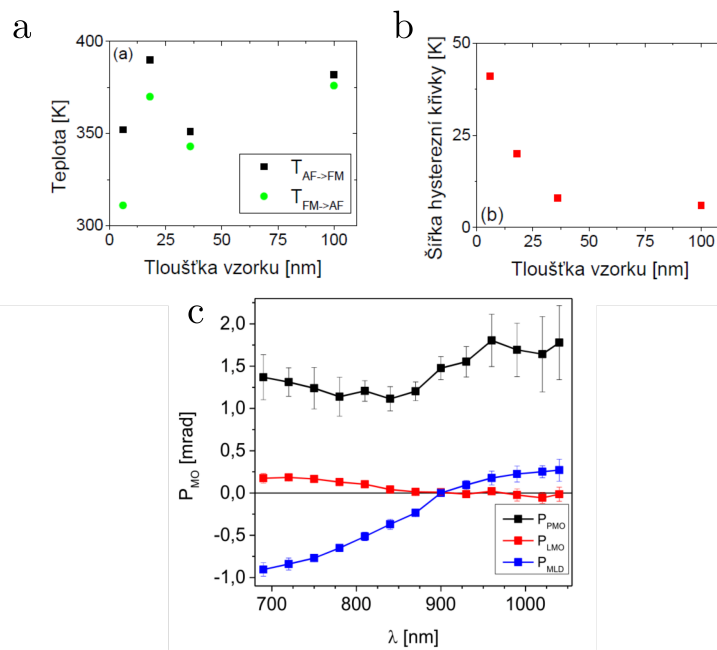 a
(a)
400
350
300
Teplota [K]
T_AF->FM
T_FM->AF
0 25 50 75 100
Tloušťka vzorku [nm]
b
50
25
0
Šířka hysterezní křivky [K]
(b)
0 25 50 75 100
Tloušťka vzorku [nm]
c
2,0
1,5
1,0
0,5
0,0
-0,5
-1,0
P_MO [mrad]
P_PMO
P_LMO
P_MLD
700 800 900 1000
λ [nm]